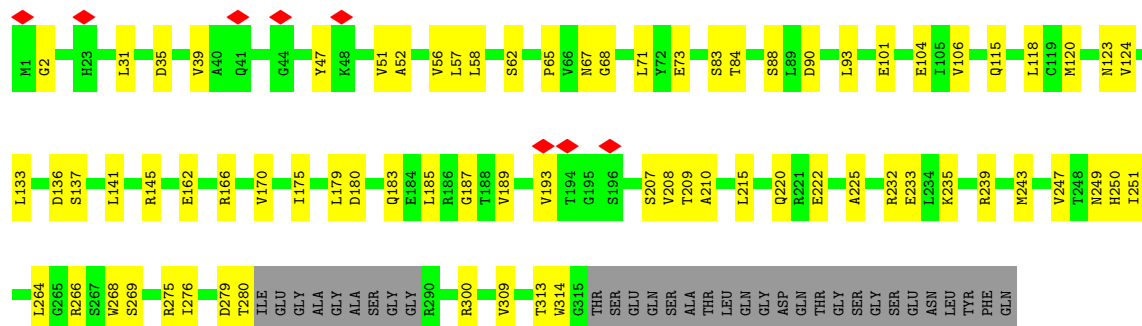 M1 G2 H23 L31 D35 V39 A40 Q41 G44 Y47 K48 V51 A52 V56 L57 L58 S62 P65 V66 N67 G68 L71 Y72 E73 S83 T84 S88 L89 D90 L93 E101 E104 I105 V106 Q115 L118 C119 M120 N123 V124
L133 D136 S137 L141 R145 E162 R166 V170 I175 L179 D180 Q183 E184 L185 R186 G187 T188 V189 V193 T194 G195 S196 S207 V208 T209 A210 L215 Q220 R221 E222 A225 R232 E233 L234 K235 R239 M243 V247 T248 N249 H250 I251
L264 G265 R266 S267 W268 S269 R275 I276 D279 T280 ILE GLU GLY ALA GLY ALA SER GLY GLY R290 R300 V309 T313 W314 G315 THR SER GLU GLN SER ALA THR LEU GLN GLY ASP GLN THR GLY SER GLY SER GLU ASN LEU TYR PHE GLN